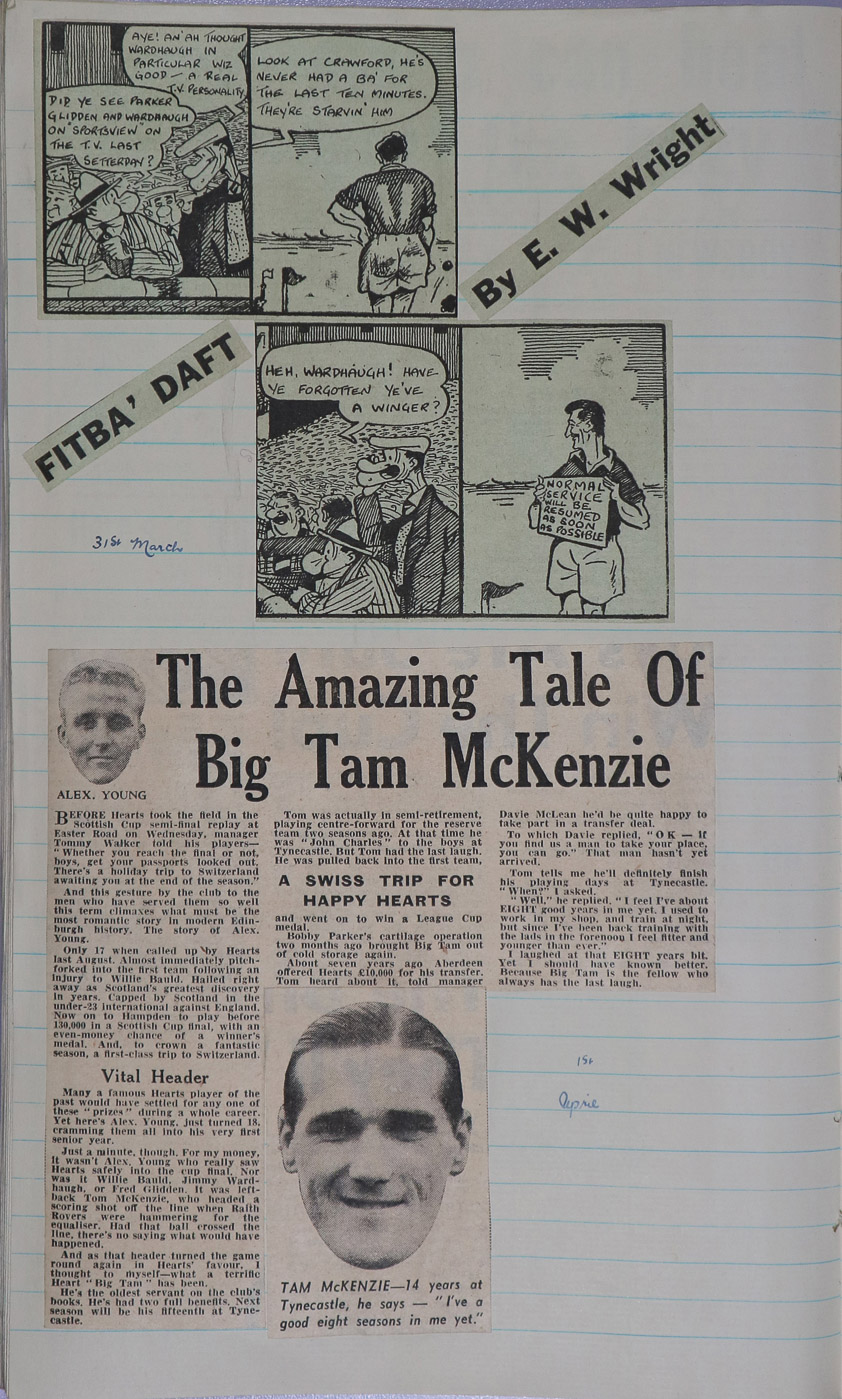 AYE! AN' AH THOUGHT
WARDHAUGH IN
PARTICULAR WIZ
GOOD — A REAL
T.V. PERSONALITY
DID YE SEE PARKER
GLIDDEN AND WARDHAUGH
ON "SPORTSVIEW" ON
THE T.V. LAST
SETTERDAY?
LOOK AT CRAWFORD, HE'S
NEVER HAD A BA' FOR
THE LAST TEN MINUTES.
THEY'RE STARVIN' HIM
By E. W. Wright
FITBA' DAFT
HEH, WARDHAUGH! HAVE
YE FORGOTTEN YE'VE
A WINGER?
NORMAL
SERVICE
WILL BE
RESUMED
AS SOON
AS POSSIBLE
31st March
The Amazing Tale Of
Big Tam McKenzie
ALEX. YOUNG
BEFORE Hearts took the field in the
Scottish Cup semi-final replay at
Easter Road on Wednesday, manager
Tommy Walker told his players—
"Whether you reach the final or not,
boys, get your passports looked out.
There's a holiday trip to Switzerland
awaiting you at the end of the season."
And this gesture by the club to the
men who have served them so well
this term climaxes what must be the
most romantic story in modern Edin-
burgh history. The story of Alex.
Young.
Only 17 when called up by Hearts
last August. Almost immediately pitch-
forked into the first team following an
injury to Willie Bauld. Hailed right
away as Scotland's greatest discovery
in years. Capped by Scotland in the
under-23 international against England.
Now on to Hampden to play before
130,000 in a Scottish Cup final, with an
even-money chance of a winner's
medal. And, to crown a fantastic
season, a first-class trip to Switzerland.
Vital Header
Many a famous Hearts player of the
past would have settled for any one of
these "prizes" during a whole career.
Yet here's Alex. Young, just turned 18,
cramming them all into his very first
senior year.
Just a minute, though. For my money,
it wasn't Alex. Young who really saw
Hearts safely into the cup final. Nor
was it Willie Bauld, Jimmy Ward-
haugh, or Fred Glidden. It was left-
back Tom McKenzie, who headed a
scoring shot off the line when Raith
Rovers were hammering for the
equaliser. Had that ball crossed the
line, there's no saying what would have
happened.
And as that header turned the game
round again in Hearts' favour, I
thought to myself—what a terrific
Heart "Big Tam" has been.
He's the oldest servant on the club's
books. He's had two full benefits. Next
season will be his fifteenth at Tyne-
castle.
Tom was actually in semi-retirement,
playing centre-forward for the reserve
team two seasons ago. At that time he
was "John Charles" to the boys at
Tynecastle. But Tom had the last laugh.
He was pulled back into the first team,
A SWISS TRIP FOR
HAPPY HEARTS
and went on to win a League Cup
medal.
Bobby Parker's cartilage operation
two months ago brought Big Tam out
of cold storage again.
About seven years ago Aberdeen
offered Hearts £10,000 for his transfer.
Tom heard about it, told manager
Davie McLean he'd be quite happy to
take part in a transfer deal.
To which Davie replied, "OK — if
you find us a man to take your place,
you can go." That man hasn't yet
arrived.
Tom tells me he'll definitely finish
his playing days at Tynecastle.
"When?" I asked.
"Well," he replied, "I feel I've about
EIGHT good years in me yet. I used to
work in my shop, and train at night,
but since I've been back training with
the lads in the forenoon I feel fitter and
younger than ever."
I laughed at that EIGHT years bit.
Yet I should have known better.
Because Big Tam is the fellow who
always has the last laugh.
1st
Aprie
TAM McKENZIE—14 years at
Tynecastle, he says — "I've a
good eight seasons in me yet."